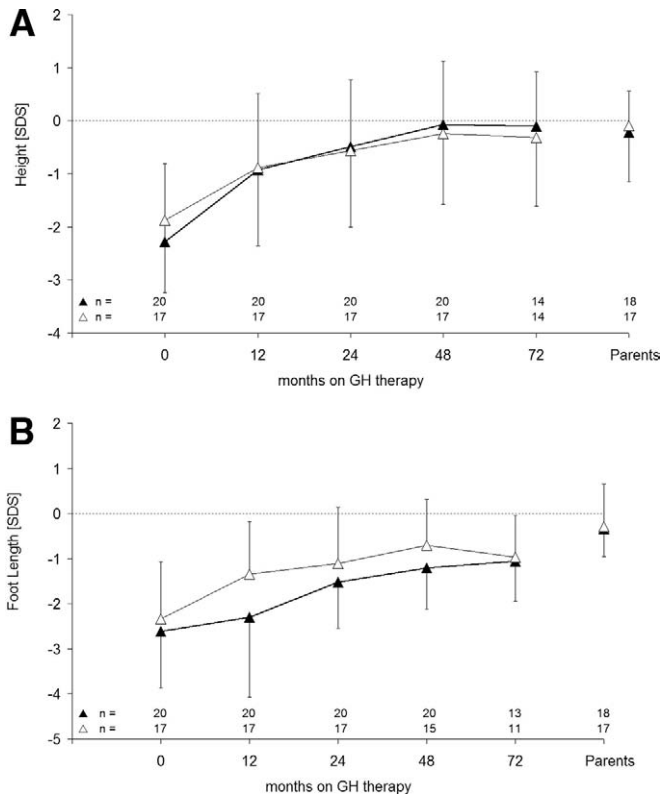 A
2
1
0
-1
-2
-3
-4
Height [SDS]
▲ n = 20 20 20 20 14 18
△ n = 17 17 17 17 14 17
0 12 24 48 72 Parents
months on GH therapy
B
2
1
0
-1
-2
-3
-4
-5
Foot Length [SDS]
▲ n = 20 20 20 20 13 18
△ n = 17 17 17 15 11 17
0 12 24 48 72 Parents
months on GH therapy